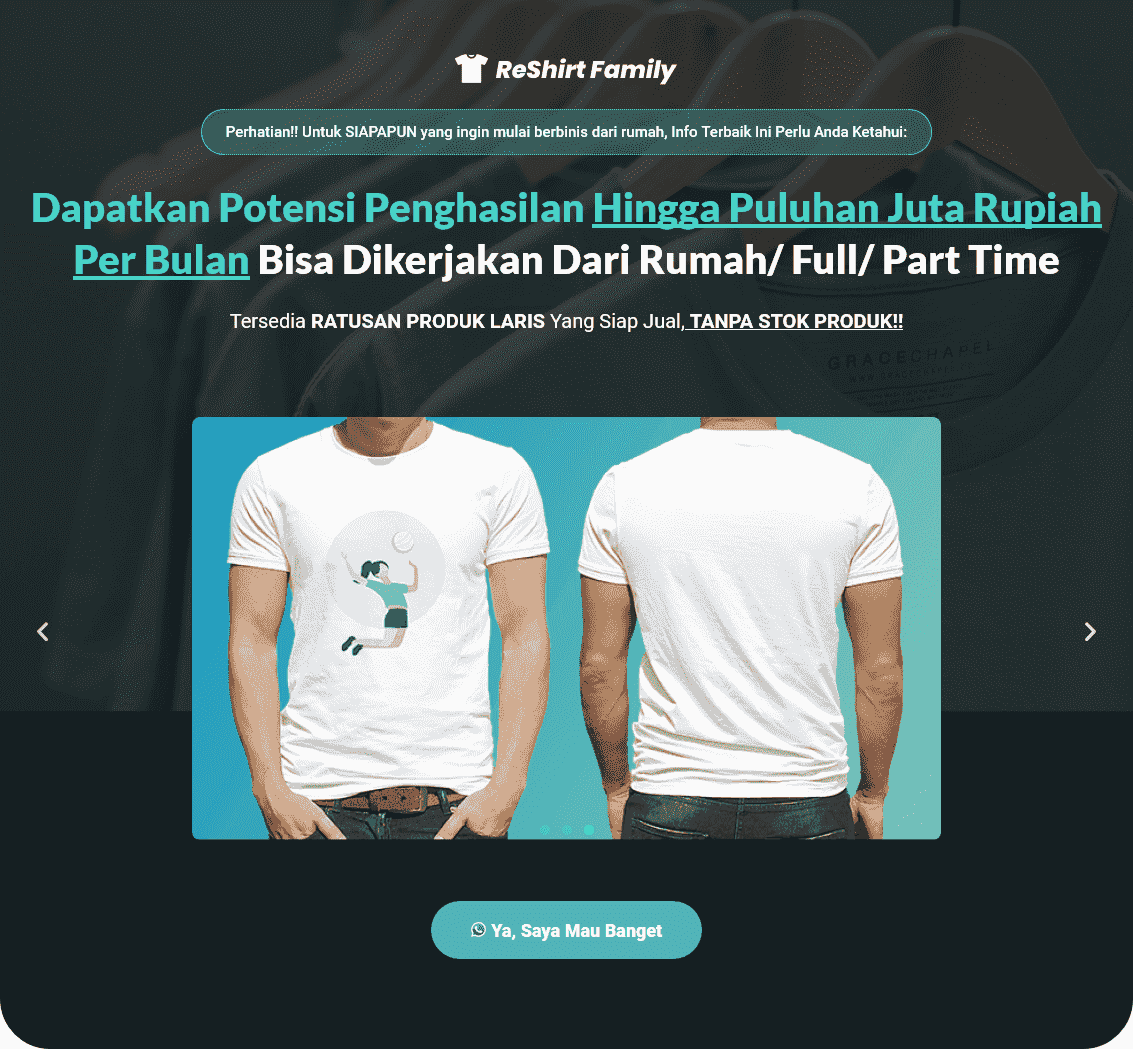 ReShirt Family
Perhatian!! Untuk SIAPAPUN yang ingin mulai berbinis dari rumah, Info Terbaik Ini Perlu Anda Ketahui:
Dapatkan Potensi Penghasilan Hingga Puluhan Juta Rupiah
Per Bulan Bisa Dikerjakan Dari Rumah/ Full/ Part Time
Tersedia RATUSAN PRODUK LARIS Yang Siap Jual, TANPA STOK PRODUK!!
GRACECHAPEL
Ya, Saya Mau Banget